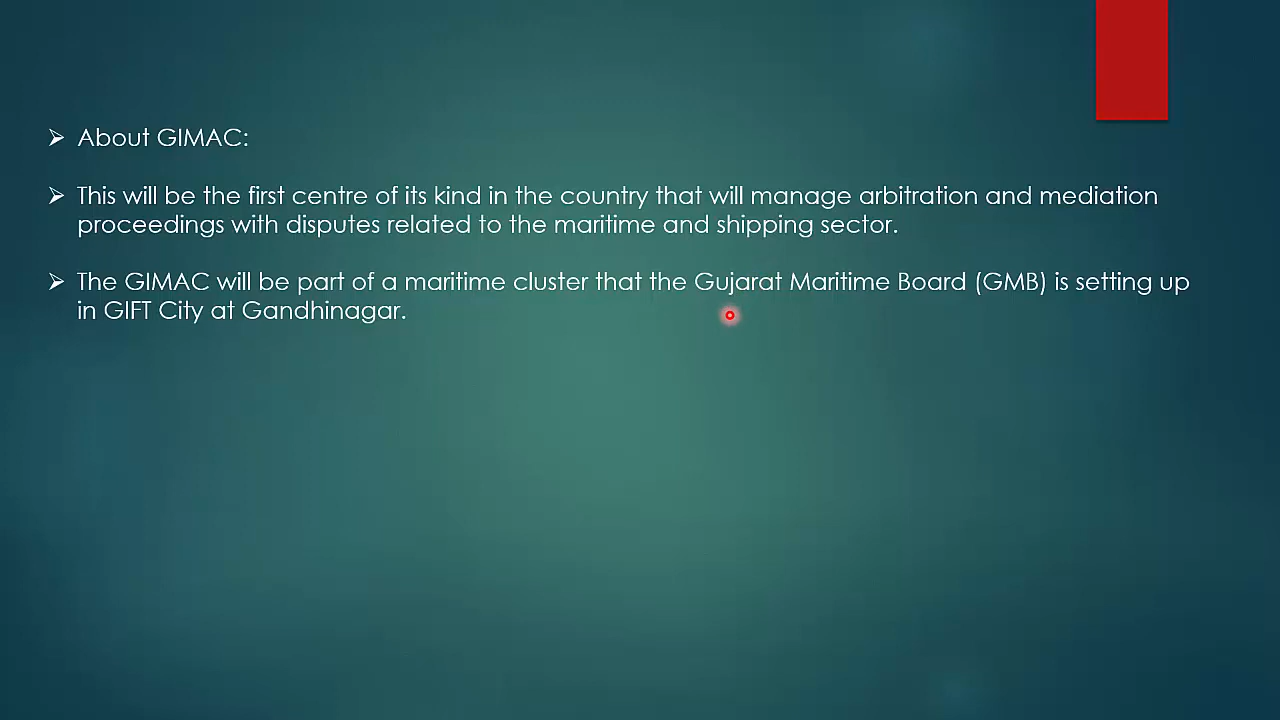 About GIMAC:
This will be the first centre of its kind in the country that will manage arbitration and mediation
proceedings with disputes related to the maritime and shipping sector.
The GIMAC will be part of a maritime cluster that the Gujarat Maritime Board (GMB) is setting up
in GIFT City at Gandhinagar.